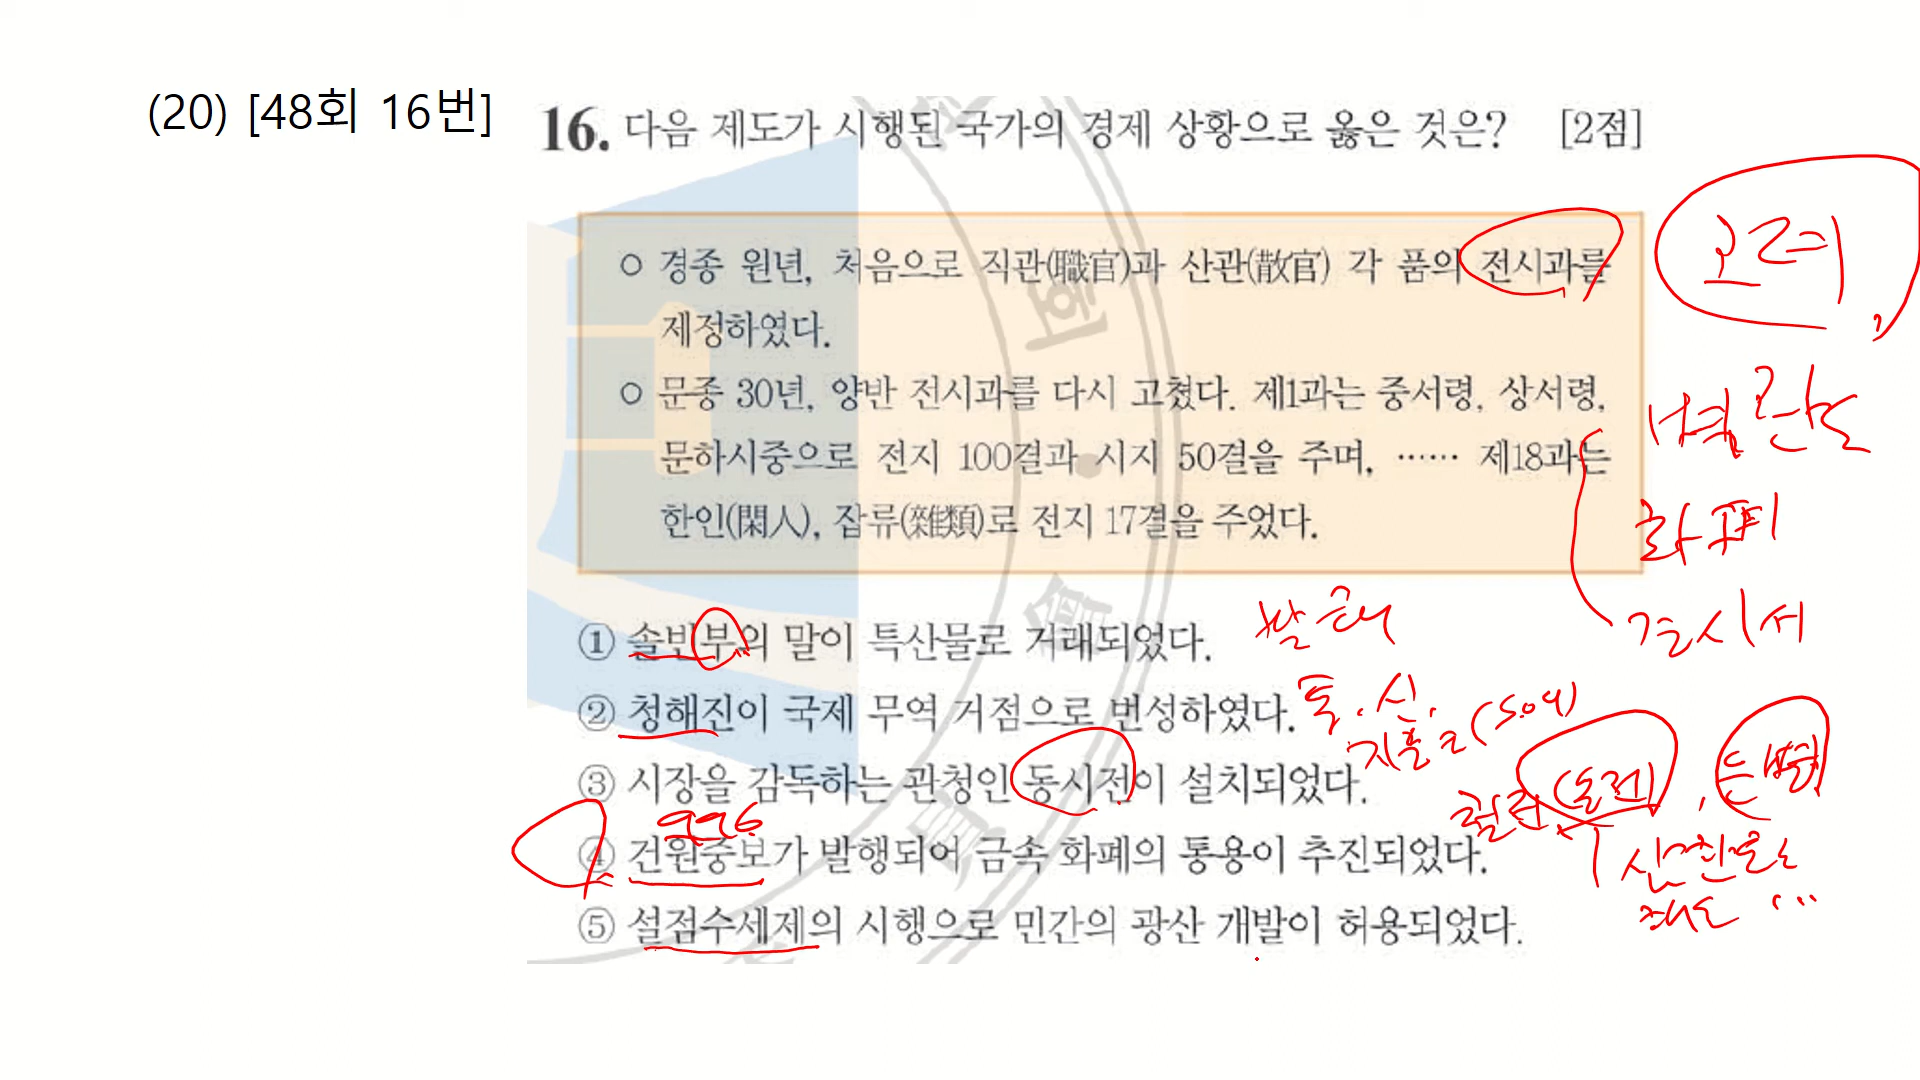 (20) [48회 16번]
16. 다음 제도가 시행된 국가의 경제 상황으로 옳은 것은? [2점]
○ 경종 원년, 처음으로 직관(職官)과 산관(散官) 각 품의 전시과를
제정하였다.
○ 문종 30년, 양반 전시과를 다시 고쳤다. 제1과는 중서령, 상서령,
문하시중으로 전지 100결과 시지 50결을 주며, …… 제18과는
한인(閑人), 잡류(雜類)로 전지 17결을 주었다.
고려,
벽란도
화폐
경시서
① 솔빈부의 말이 특산물로 거래되었다.
발해
② 청해진이 국제 무역 거점으로 번성하였다.
통.신.
③ 시장을 감독하는 관청인 동시전이 설치되었다.
996
④ 건원중보가 발행되어 금속 화폐의 통용이 추진되었다.
⑤ 설점수세제의 시행으로 민간의 광산 개발이 허용되었다.